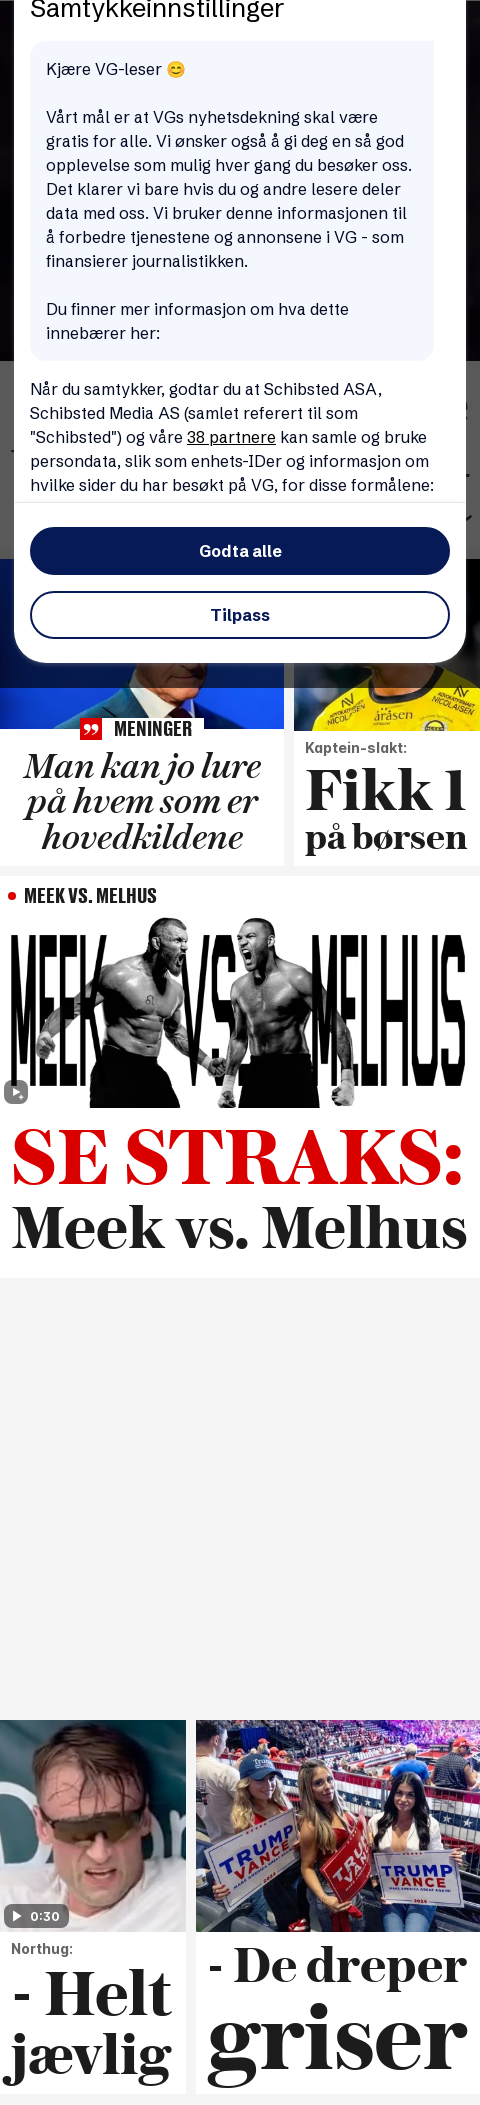 Samtykkeinnstillinger
Kjære VG-leser 😊
Vårt mål er at VGs nyhetsdekning skal være
gratis for alle. Vi ønsker også å gi deg en så god
opplevelse som mulig hver gang du besøker oss.
Det klarer vi bare hvis du og andre lesere deler
data med oss. Vi bruker denne informasjonen til
å forbedre tjenestene og annonsene i VG - som
finansierer journalistikken.
Du finner mer informasjon om hva dette
innebærer her:
Når du samtykker, godtar du at Schibsted ASA,
Schibsted Media AS (samlet referert til som
"Schibsted") og våre 38 partnere kan samle og bruke
persondata, slik som enhets-IDer og informasjon om
hvilke sider du har besøkt på VG, for disse formålene:
Godta alle
Tilpass
NICOLAISEN
NICOLAISEN
åråsen
MENINGER
Man kan jo lure
på hvem som er
hovedkildene
Kaptein-slakt:
Fikk 1
på børsen
MEEK VS. MELHUS
MEEK VS MELHUS
SE STRAKS:
Meek vs. Melhus
0:30
Northug:
- Helt
jævlig
TRUMP
VANCE
TRUMP
VANCE
TRUMP
VANCE
- De dreper
griser